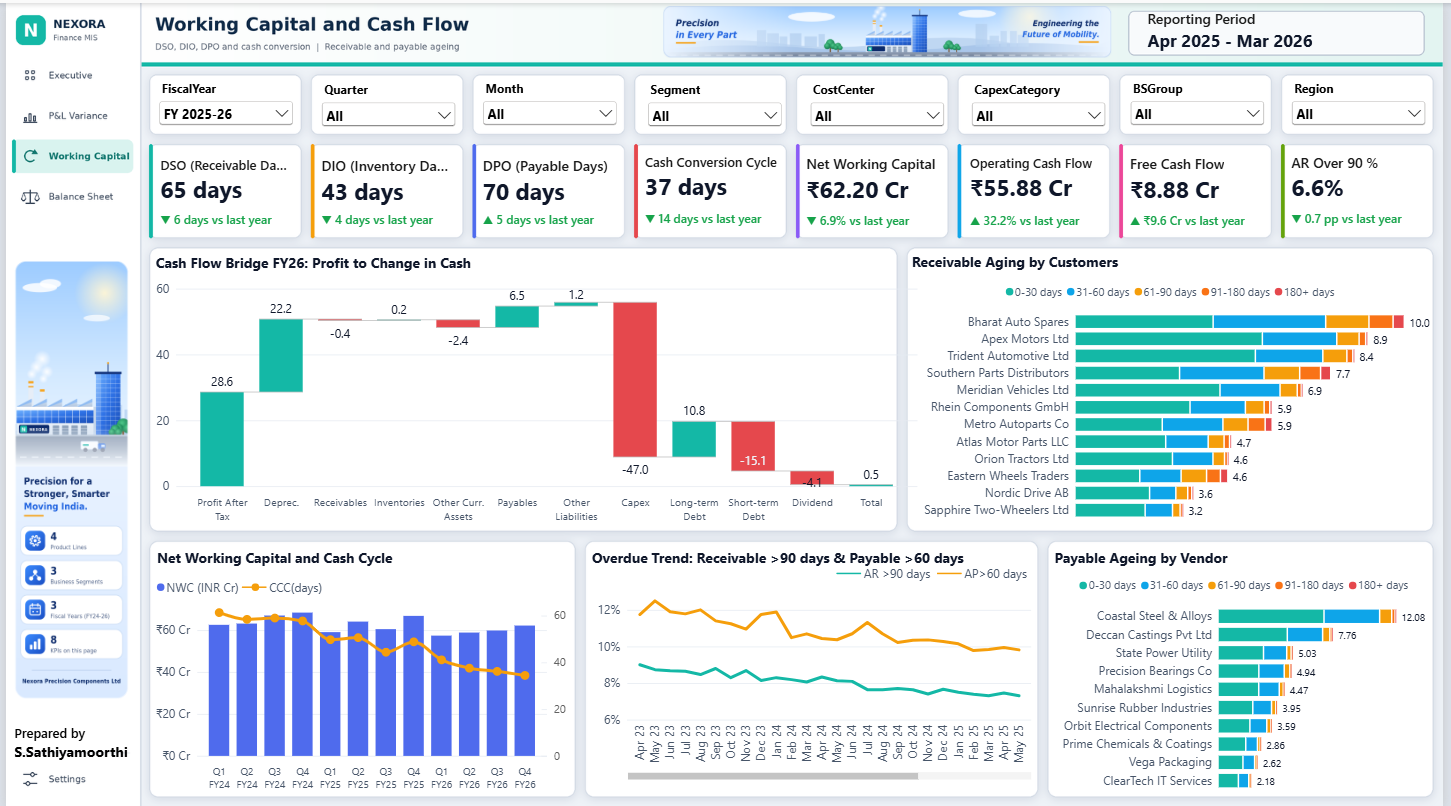 NEXORA
Finance MIS
Executive
P&L Variance
Working Capital
Balance Sheet
NEXORA
Precision for a
Stronger, Smarter
Moving India.
4
Product Lines
3
Business Segments
3
Fiscal Years (FY24-26)
8
KPIs on this page
Nexora Precision Components Ltd
Prepared by
S.Sathiyamoorthi
Settings
Working Capital and Cash Flow
DSO, DIO, DPO and cash conversion | Receivable and payable ageing
Precision
in Every Part
Engineering the
Future of Mobility.
Reporting Period
Apr 2025 - Mar 2026
FiscalYear
FY 2025-26
Quarter
All
Month
All
Segment
All
CostCenter
All
CapexCategory
All
BSGroup
All
Region
All
DSO (Receivable Da...
65 days
▼ 6 days vs last year
DIO (Inventory Da...
43 days
▼ 4 days vs last year
DPO (Payable Days)
70 days
▲ 5 days vs last year
Cash Conversion Cycle
37 days
▼ 14 days vs last year
Net Working Capital
₹62.20 Cr
▼ 6.9% vs last year
Operating Cash Flow
₹55.88 Cr
▲ 32.2% vs last year
Free Cash Flow
₹8.88 Cr
▲ ₹9.6 Cr vs last year
AR Over 90 %
6.6%
▼ 0.7 pp vs last year
Cash Flow Bridge FY26: Profit to Change in Cash
60
40
20
0
28.6
22.2
-0.4
0.2
-2.4
6.5
1.2
-47.0
10.8
-15.1
-4.1
0.5
Profit After
Tax
Deprec.
Receivables
Inventories
Other Curr.
Assets
Payables
Other
Liabilities
Capex
Long-term
Debt
Short-term
Debt
Dividend
Total
Receivable Aging by Customers
0-30 days 31-60 days 61-90 days 91-180 days 180+ days
Bharat Auto Spares 10.0
Apex Motors Ltd 8.9
Trident Automotive Ltd 8.4
Southern Parts Distributors 7.7
Meridian Vehicles Ltd 6.9
Rhein Components GmbH 5.9
Metro Autoparts Co 5.9
Atlas Motor Parts LLC 4.7
Orion Tractors Ltd 4.6
Eastern Wheels Traders 4.6
Nordic Drive AB 3.6
Sapphire Two-Wheelers Ltd 3.2
Net Working Capital and Cash Cycle
NWC (INR Cr) CCC(days)
₹60 Cr
₹40 Cr
₹20 Cr
₹0 Cr
60
40
20
0
Q1 Q2 Q3 Q4 Q1 Q2 Q3 Q4 Q1 Q2 Q3 Q4
FY24 FY24 FY24 FY24 FY25 FY25 FY25 FY25 FY26 FY26 FY26 FY26
Overdue Trend: Receivable >90 days & Payable >60 days
AR >90 days AP>60 days
12%
10%
8%
6%
Apr 23
May 23
Jun 23
Jul 23
Aug 23
Sep 23
Oct 23
Nov 23
Dec 23
Jan 24
Feb 24
Mar 24
Apr 24
May 24
Jun 24
Jul 24
Aug 24
Sep 24
Oct 24
Nov 24
Dec 24
Jan 25
Feb 25
Mar 25
Apr 25
May 25
Payable Ageing by Vendor
0-30 days 31-60 days 61-90 days 91-180 days 180+ days
Coastal Steel & Alloys 12.08
Deccan Castings Pvt Ltd 7.76
State Power Utility 5.03
Precision Bearings Co 4.94
Mahalakshmi Logistics 4.47
Sunrise Rubber Industries 3.95
Orbit Electrical Components 3.59
Prime Chemicals & Coatings 2.86
Vega Packaging 2.62
ClearTech IT Services 2.18